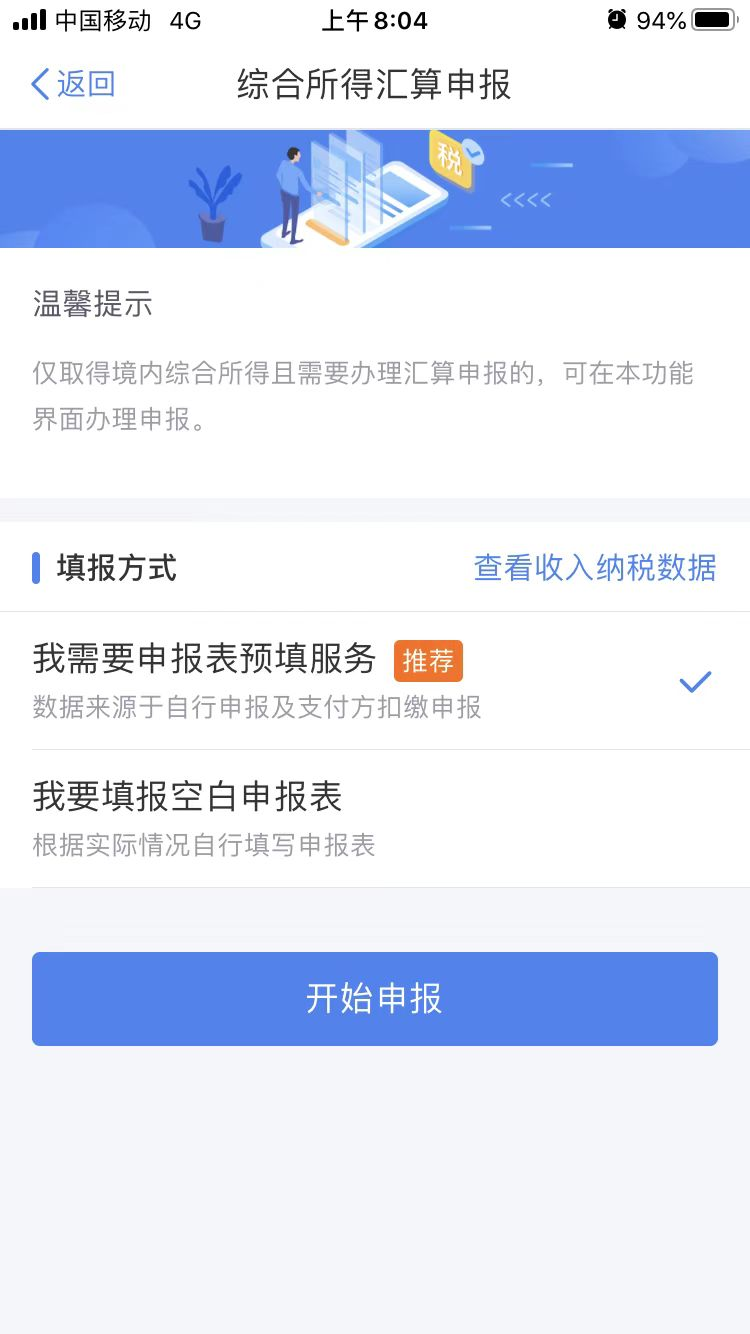 中国移动 4G 上午8:04 94%
返回 综合所得汇算申报
税
<<<<
温馨提示
仅取得境内综合所得且需要办理汇算申报的，可在本功能
界面办理申报。
填报方式 查看收入纳税数据
我需要申报表预填服务 推荐
数据来源于自行申报及支付方扣缴申报
我要填报空白申报表
根据实际情况自行填写申报表
开始申报